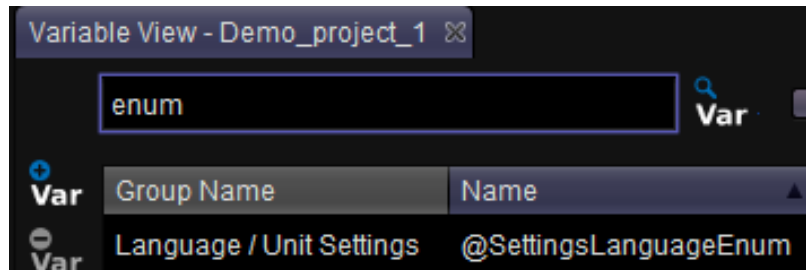 Variable View - Demo_project_1
enum
Var
Var Group Name Name
Var Language / Unit Settings @SettingsLanguageEnum